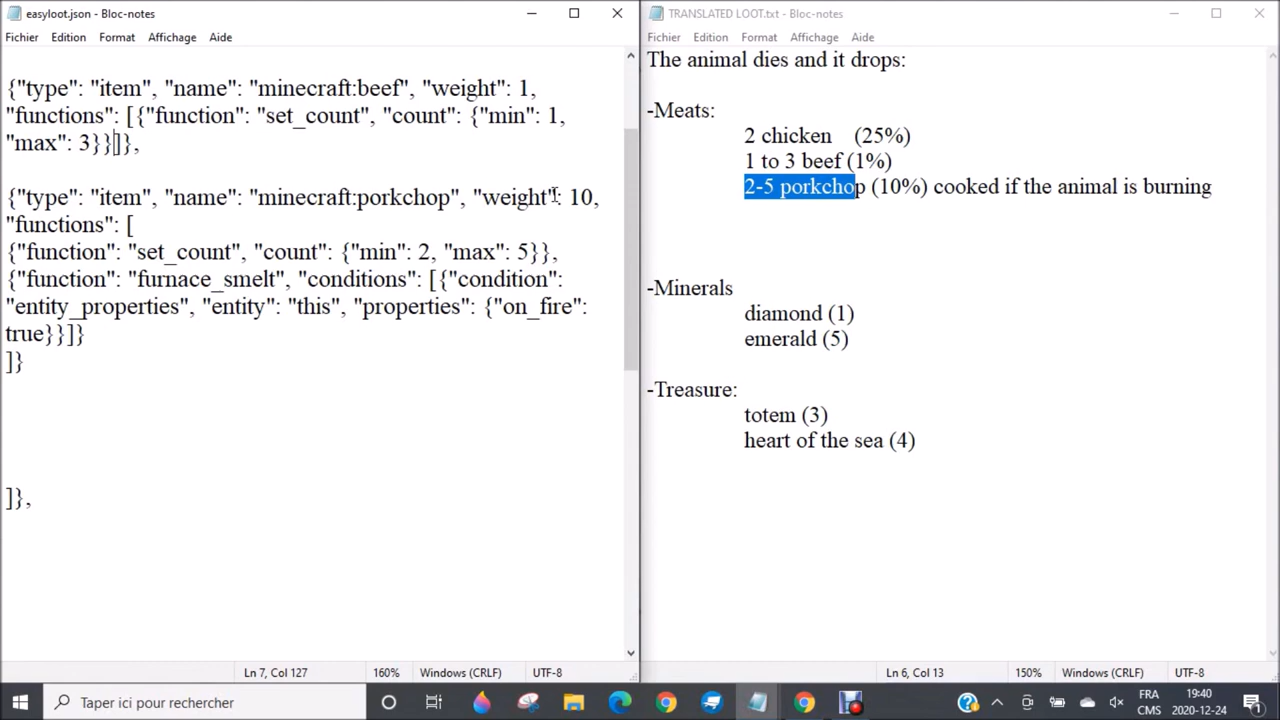 easyloot.json - Bloc-notes
Fichier Edition Format Affichage Aide
{"type": "item", "name": "minecraft:beef", "weight": 1,
"functions": [{"function": "set_count", "count": {"min": 1,
"max": 3}}]},
{"type": "item", "name": "minecraft:porkchop", "weight": 10,
"functions": [
{"function": "set_count", "count": {"min": 2, "max": 5}},
{"function": "furnace_smelt", "conditions": [{"condition":
"entity_properties", "entity": "this", "properties": {"on_fire":
true}}]}
]}
]},
Ln 7, Col 127 160% Windows (CRLF) UTF-8
TRANSLATED LOOT.txt - Bloc-notes
Fichier Edition Format Affichage Aide
The animal dies and it drops:
-Meats:
2 chicken (25%)
1 to 3 beef (1%)
2-5 porkchop (10%) cooked if the animal is burning
-Minerals
diamond (1)
emerald (5)
-Treasure:
totem (3)
heart of the sea (4)
Ln 6, Col 13 150% Windows (CRLF) UTF-8
Taper ici pour rechercher
FRA
CMS
19:40
2020-12-24
1